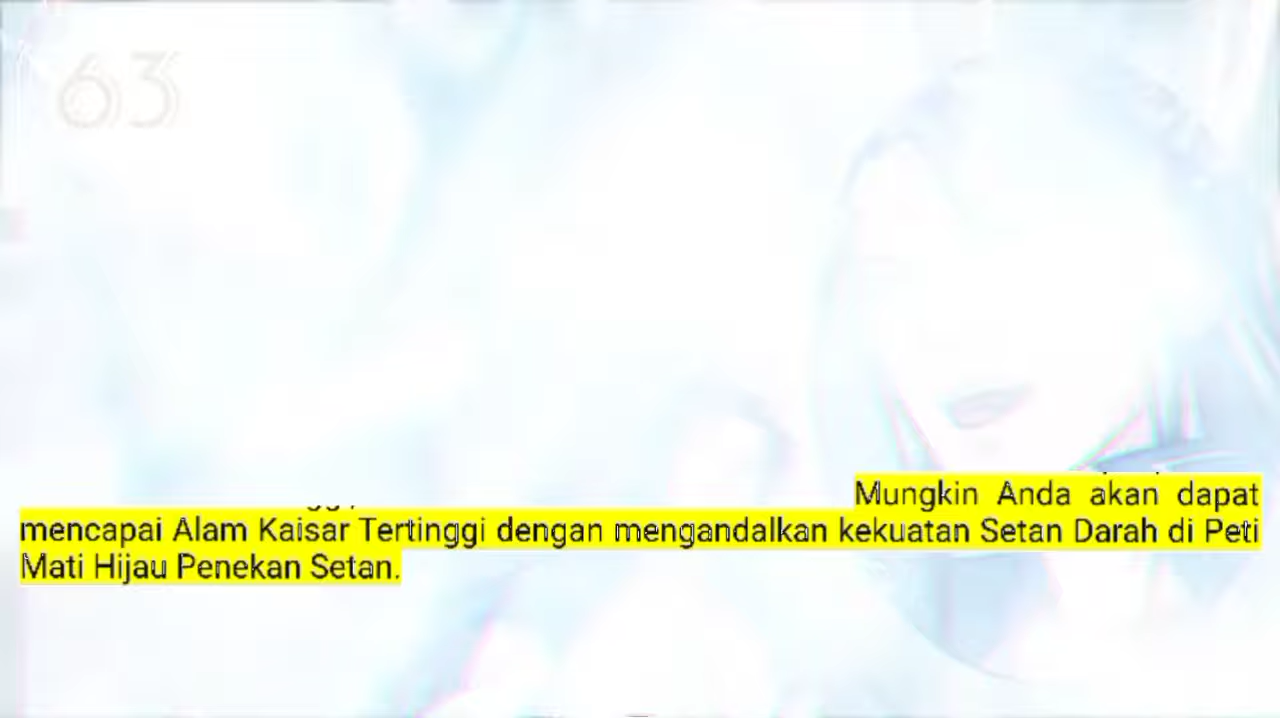 63
Mungkin Anda akan dapat
mencapai Alam Kaisar Tertinggi dengan mengandalkan kekuatan Setan Darah di Peti
Mati Hijau Penekan Setan.